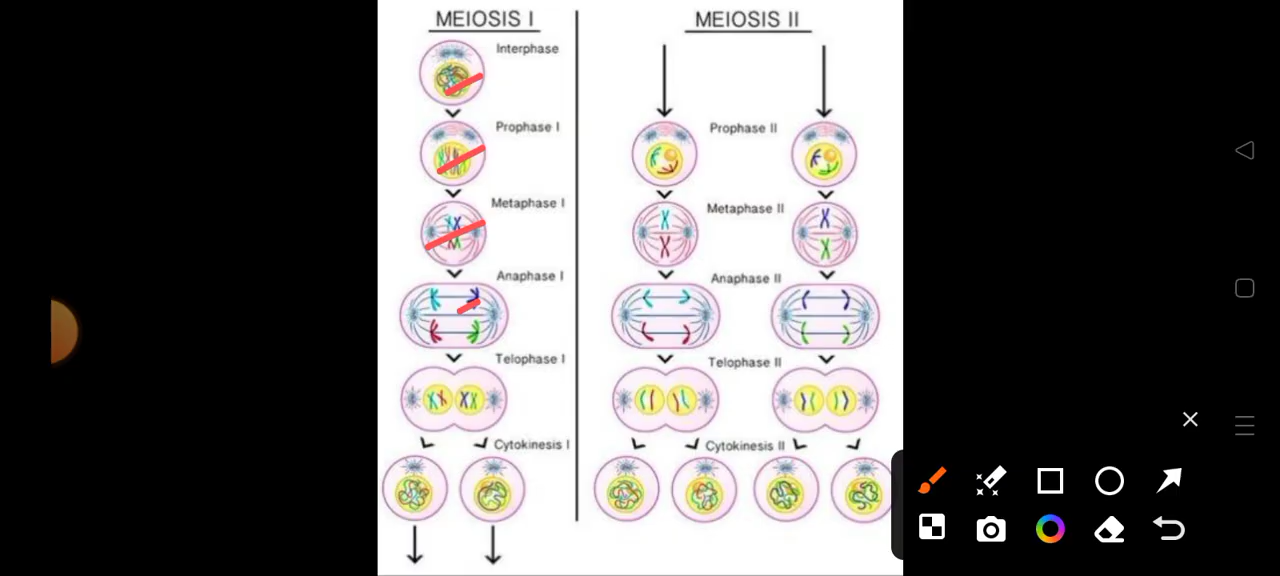 MEIOSIS I
Interphase
Prophase I
Metaphase I
Anaphase I
Telophase I
Cytokinesis I
MEIOSIS II
Prophase II
Metaphase II
Anaphase II
Telophase II
Cytokinesis II